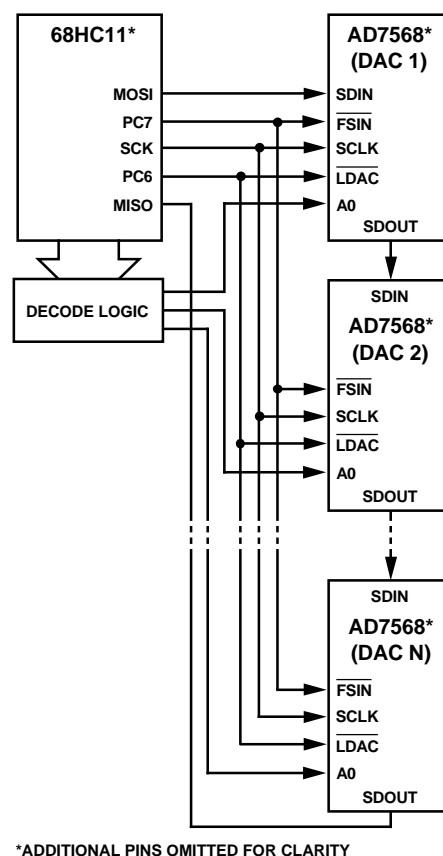 68HC11*
MOSI
PC7
SCK
PC6
MISO
DECODE LOGIC
AD7568*
(DAC 1)
SDIN
FSIN
SCLK
LDAC
A0
SDOUT
SDIN
AD7568*
(DAC 2)
FSIN
SCLK
LDAC
A0
SDOUT
SDIN
AD7568*
(DAC N)
FSIN
SCLK
LDAC
A0
SDOUT
*ADDITIONAL PINS OMITTED FOR CLARITY